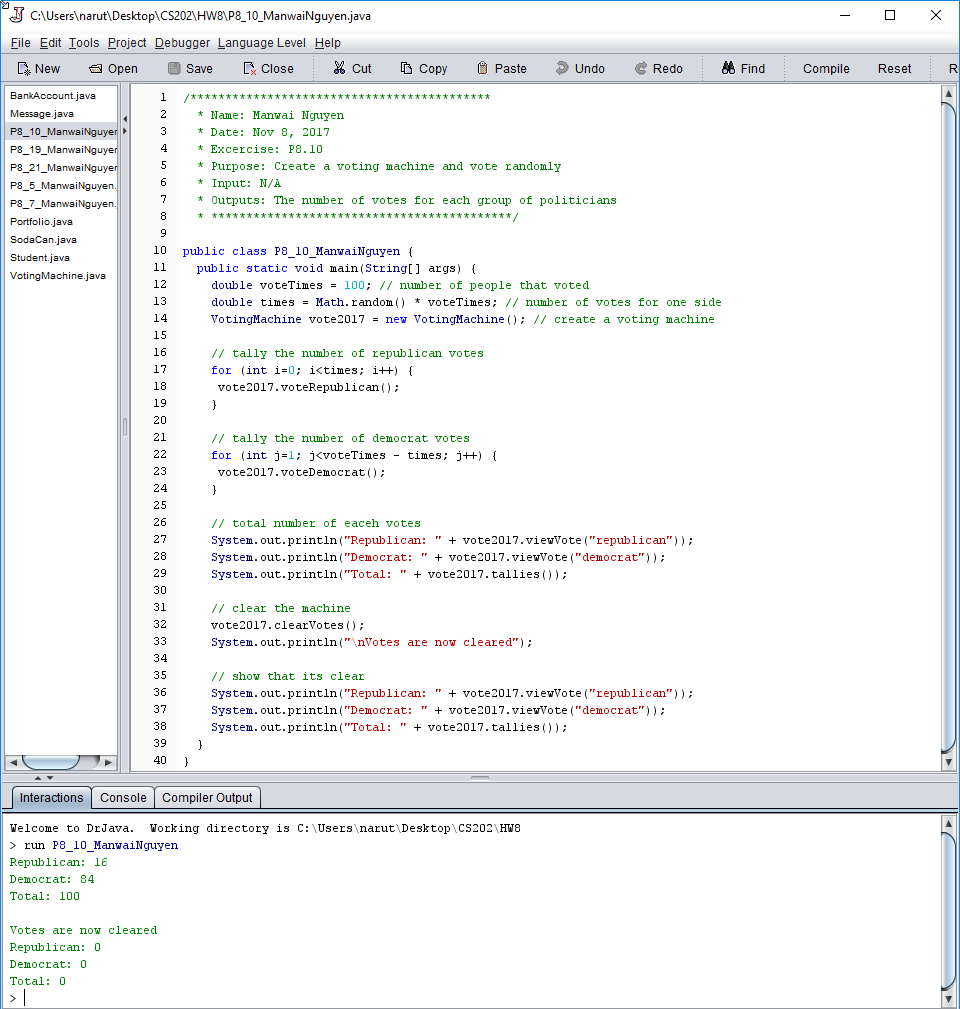 C:\Users\narut\Desktop\CS202\HW8\P8_10_ManwaiNguyen.java
File Edit Tools Project Debugger Language Level Help
New Open Save Close Cut Copy Paste Undo Redo Find Compile Reset R
BankAccount.java
Message.java
P8_10_ManwaiNguyen
P8_19_ManwaiNguyen
P8_21_ManwaiNguyen
P8_5_ManwaiNguyen.
P8_7_ManwaiNguyen.
Portfolio.java
SodaCan.java
Student.java
VotingMachine.java
1 /*******************************************
2 * Name: Manwai Nguyen
3 * Date: Nov 8, 2017
4 * Excercise: P8.10
5 * Purpose: Create a voting machine and vote randomly
6 * Input: N/A
7 * Outputs: The number of votes for each group of politicians
8 * *******************************************/
9
10 public class P8_10_ManwaiNguyen {
11 public static void main(String[] args) {
12 double voteTimes = 100; // number of people that voted
13 double times = Math.random() * voteTimes; // number of votes for one side
14 VotingMachine vote2017 = new VotingMachine(); // create a voting machine
15
16 // tally the number of republican votes
17 for (int i=0; i<times; i++) {
18 vote2017.voteRepublican();
19 }
20
21 // tally the number of democrat votes
22 for (int j=1; j<voteTimes - times; j++) {
23 vote2017.voteDemocrat();
24 }
25
26 // total number of eaceh votes
27 System.out.println("Republican: " + vote2017.viewVote("republican"));
28 System.out.println("Democrat: " + vote2017.viewVote("democrat"));
29 System.out.println("Total: " + vote2017.tallies());
30
31 // clear the machine
32 vote2017.clearVotes();
33 System.out.println("\nVotes are now cleared");
34
35 // show that its clear
36 System.out.println("Republican: " + vote2017.viewVote("republican"));
37 System.out.println("Democrat: " + vote2017.viewVote("democrat"));
38 System.out.println("Total: " + vote2017.tallies());
39 }
40 }
Interactions Console Compiler Output
Welcome to DrJava. Working directory is C:\Users\narut\Desktop\CS202\HW8
> run P8_10_ManwaiNguyen
Republican: 16
Democrat: 84
Total: 100
Votes are now cleared
Republican: 0
Democrat: 0
Total: 0
>